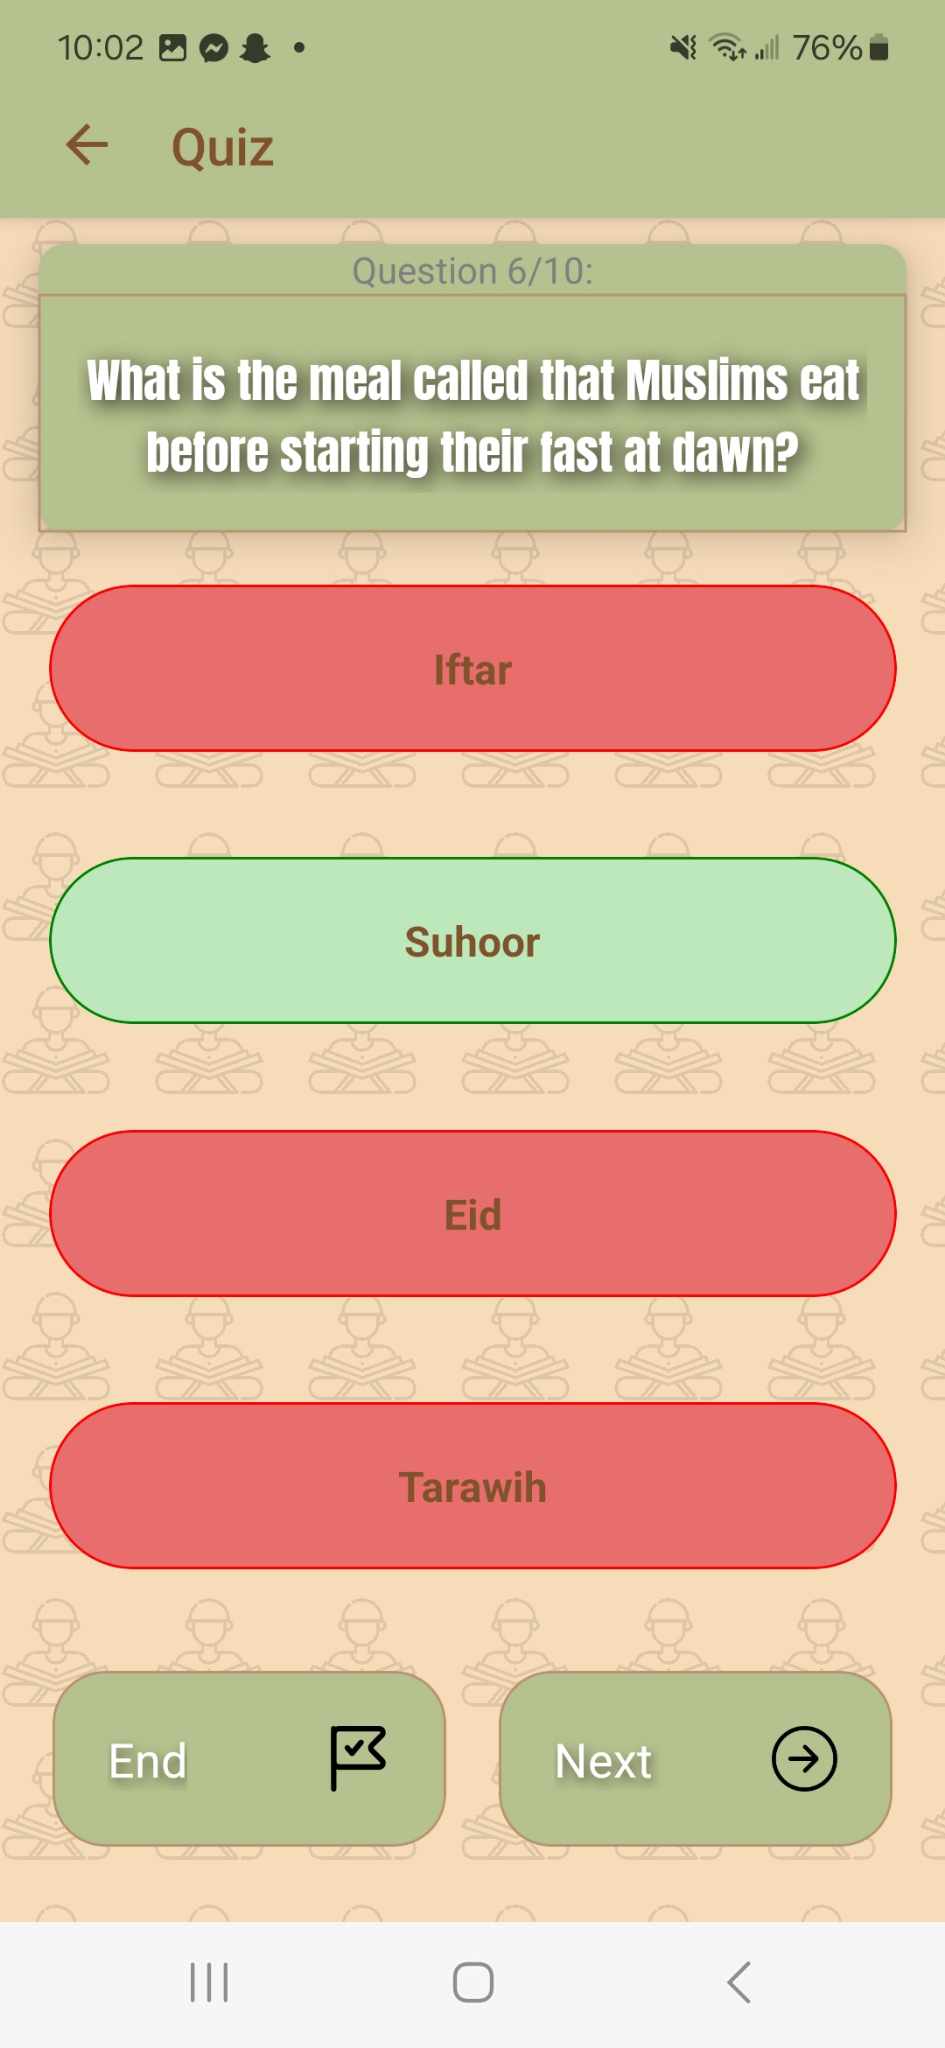 10:02 76%
Quiz
Question 6/10:
What is the meal called that Muslims eat
before starting their fast at dawn?
Iftar
Suhoor
Eid
Tarawih
End Next